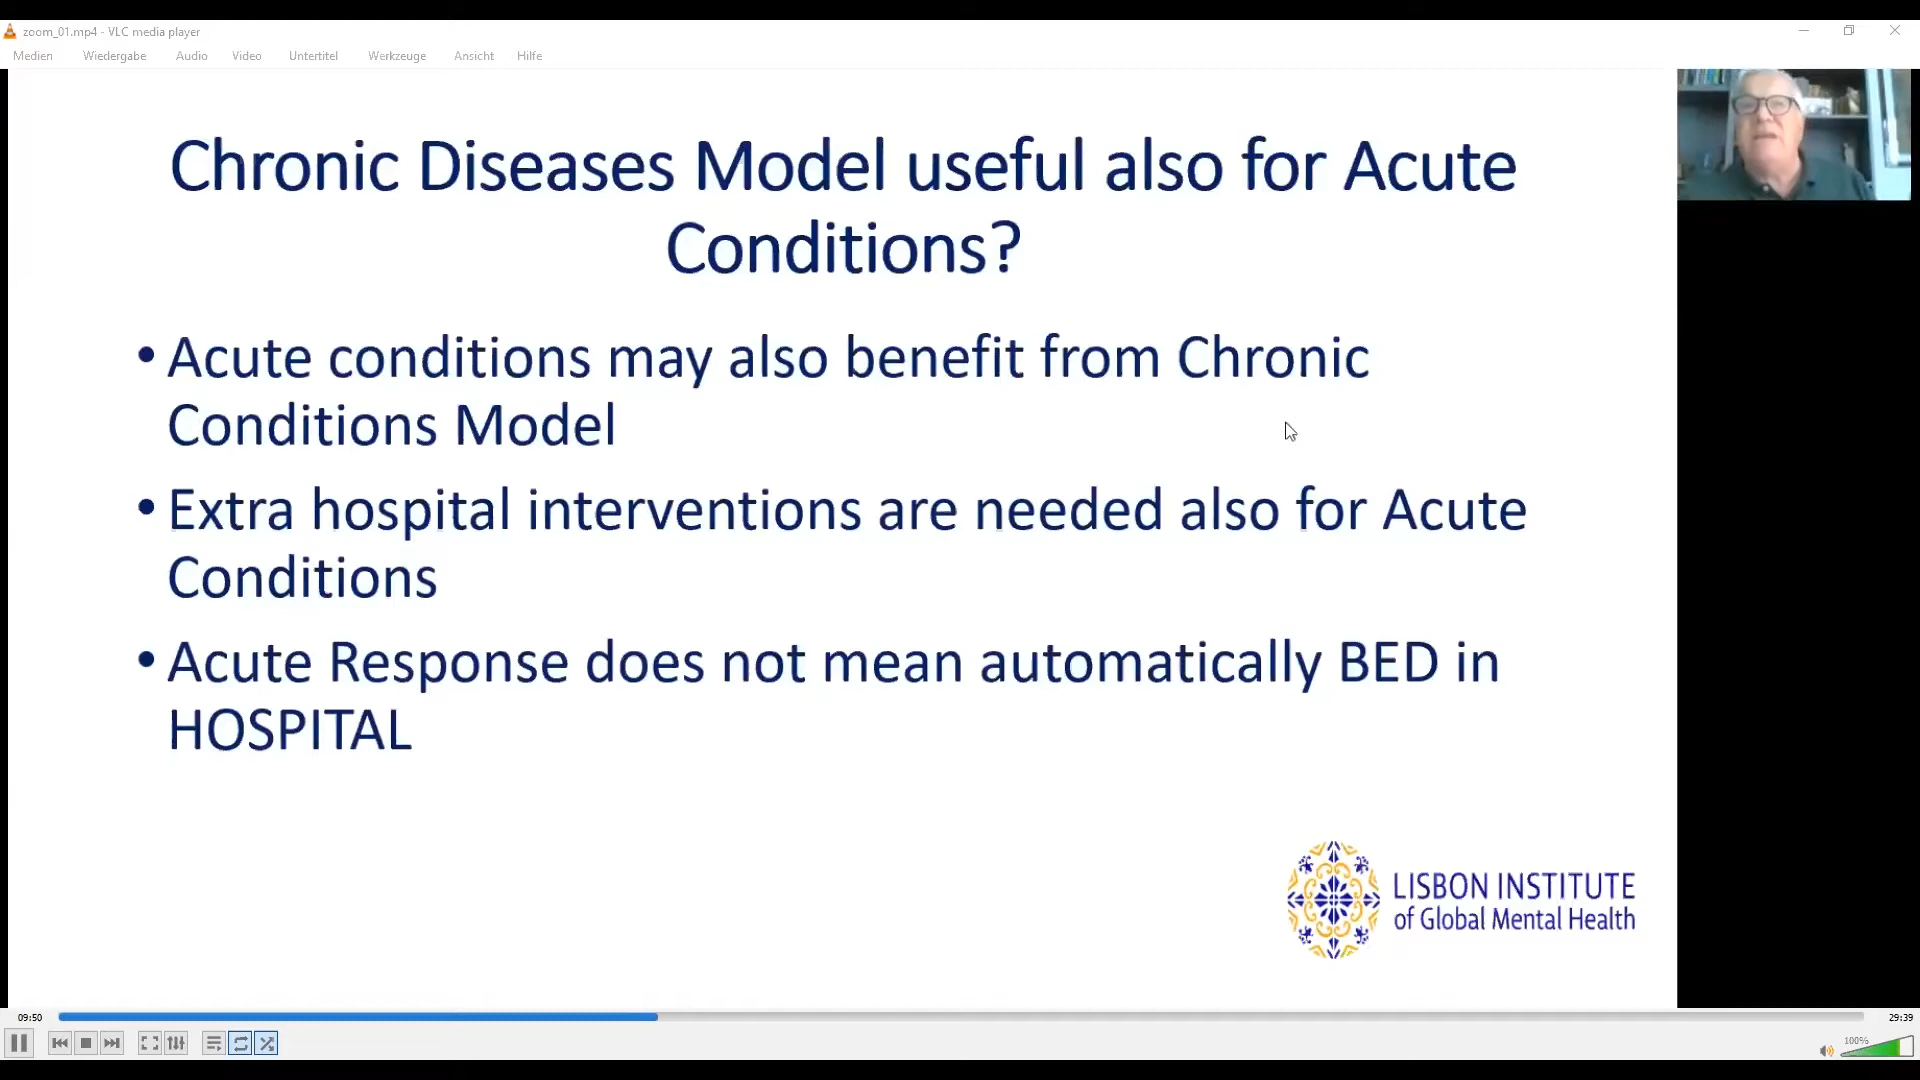 zoom_01.mp4 - VLC media player
Medien Wiedergabe Audio Video Untertitel Werkzeuge Ansicht Hilfe
Chronic Diseases Model useful also for Acute
Conditions?
• Acute conditions may also benefit from Chronic
Conditions Model
• Extra hospital interventions are needed also for Acute
Conditions
• Acute Response does not mean automatically BED in
HOSPITAL
LISBON INSTITUTE
of Global Mental Health
09:50
29:39
100%